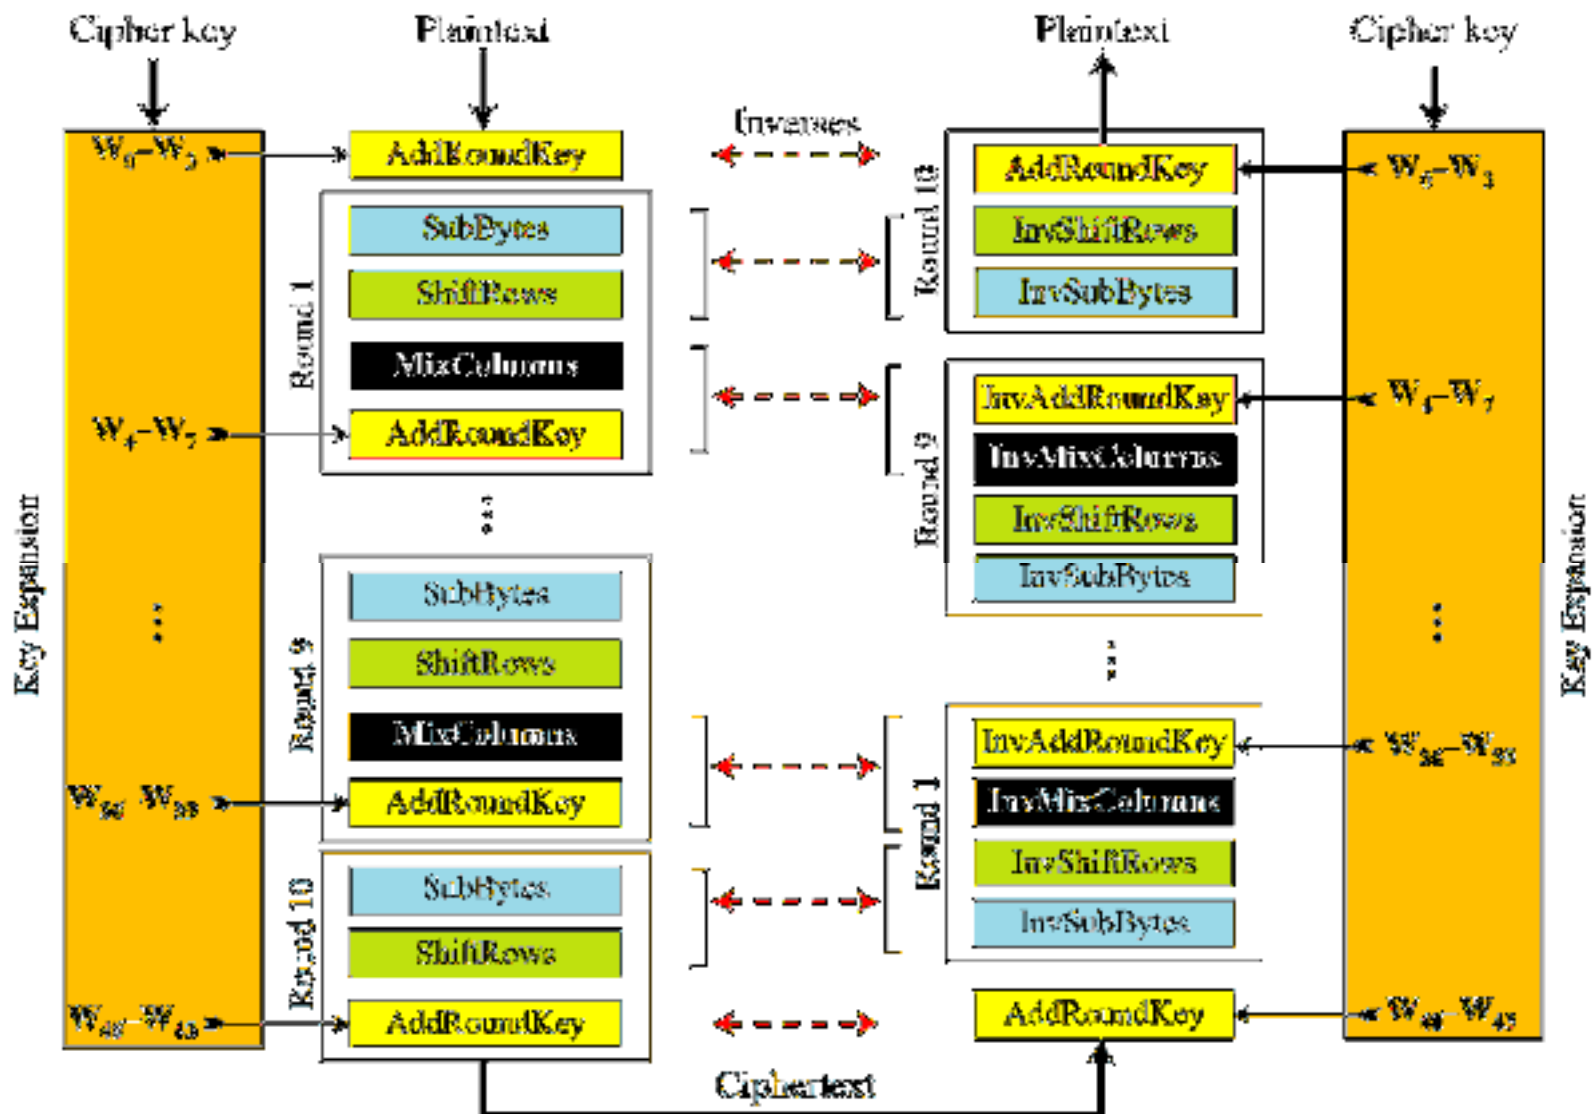 Cipher key
Plaintext
Plaintext
Cipher key
Inverses
W0–W3
AddRoundKey
AddRoundKey
W0–W3
Round 1
SubBytes
ShiftRows
MixColumns
AddRoundKey
W4–W7
Round 10
InvShiftRows
InvSubBytes
Round 9
InvAddRoundKey
InvMixColumns
InvShiftRows
InvSubBytes
W4–W7
Key Expansion
Key Expansion
Round 9
SubBytes
ShiftRows
MixColumns
AddRoundKey
Round 1
InvAddRoundKey
InvMixColumns
InvShiftRows
InvSubBytes
Round 10
SubBytes
ShiftRows
AddRoundKey
W40–W43
AddRoundKey
Ciphertext